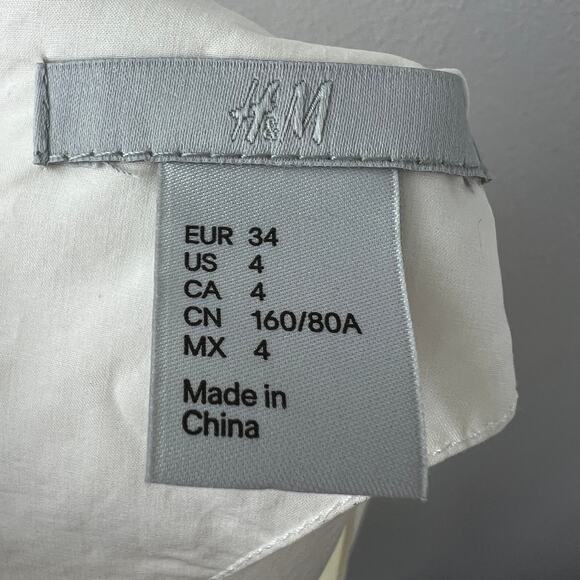 H&M
EUR 34
US 4
CA 4
CN 160/80A
MX 4
Made in
China